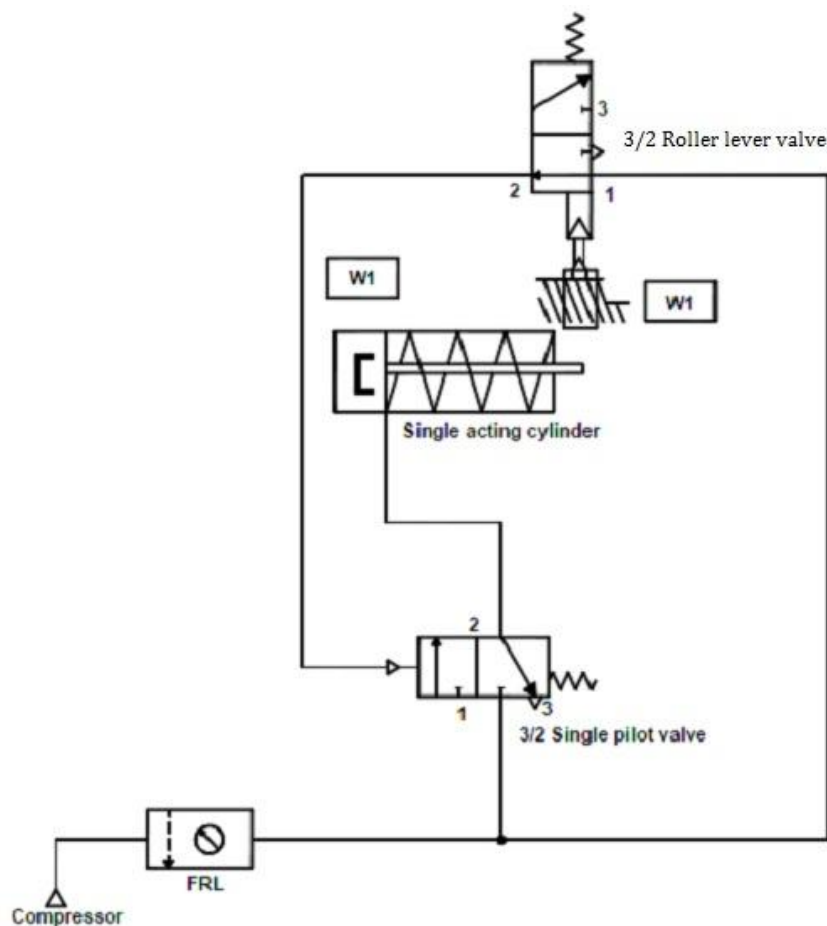 3
3/2 Roller lever valve
2
1
W1
W1
Single acting cylinder
2
1
3
3/2 Single pilot valve
FRL
Compressor